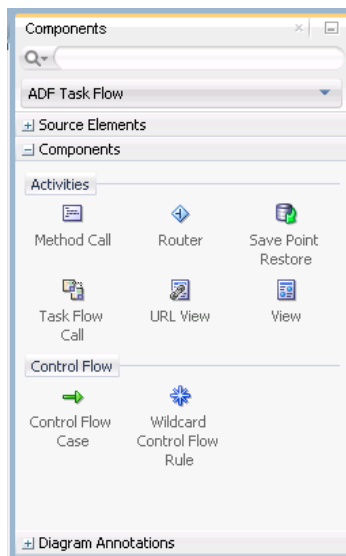 Components
ADF Task Flow
Source Elements
Components
Activities
Method Call Router Save Point
Restore
Task Flow URL View View
Call
Control Flow
Control Flow Wildcard
Case Control Flow
Rule
Diagram Annotations